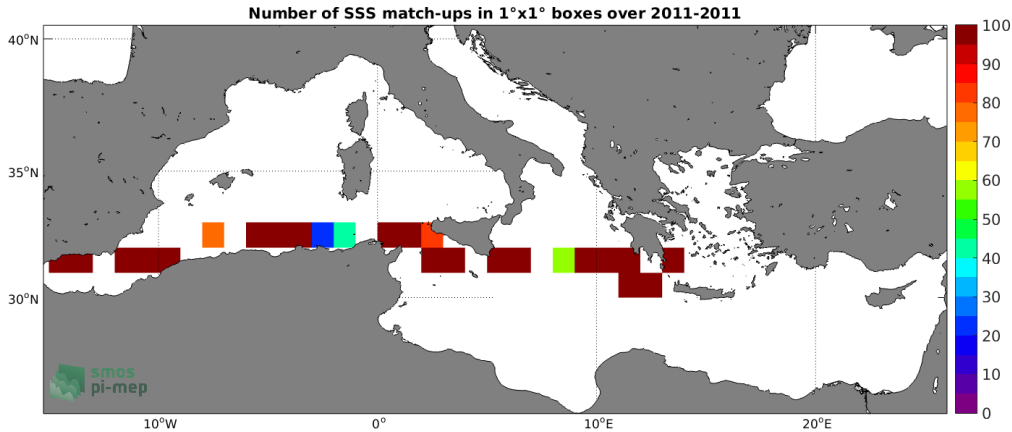 Number of SSS match-ups in 1°x1° boxes over 2011-2011
40°N
35°N
30°N
10°W
0°
10°E
20°E
100
90
80
70
60
50
40
30
20
10
0
smos
pi-mep